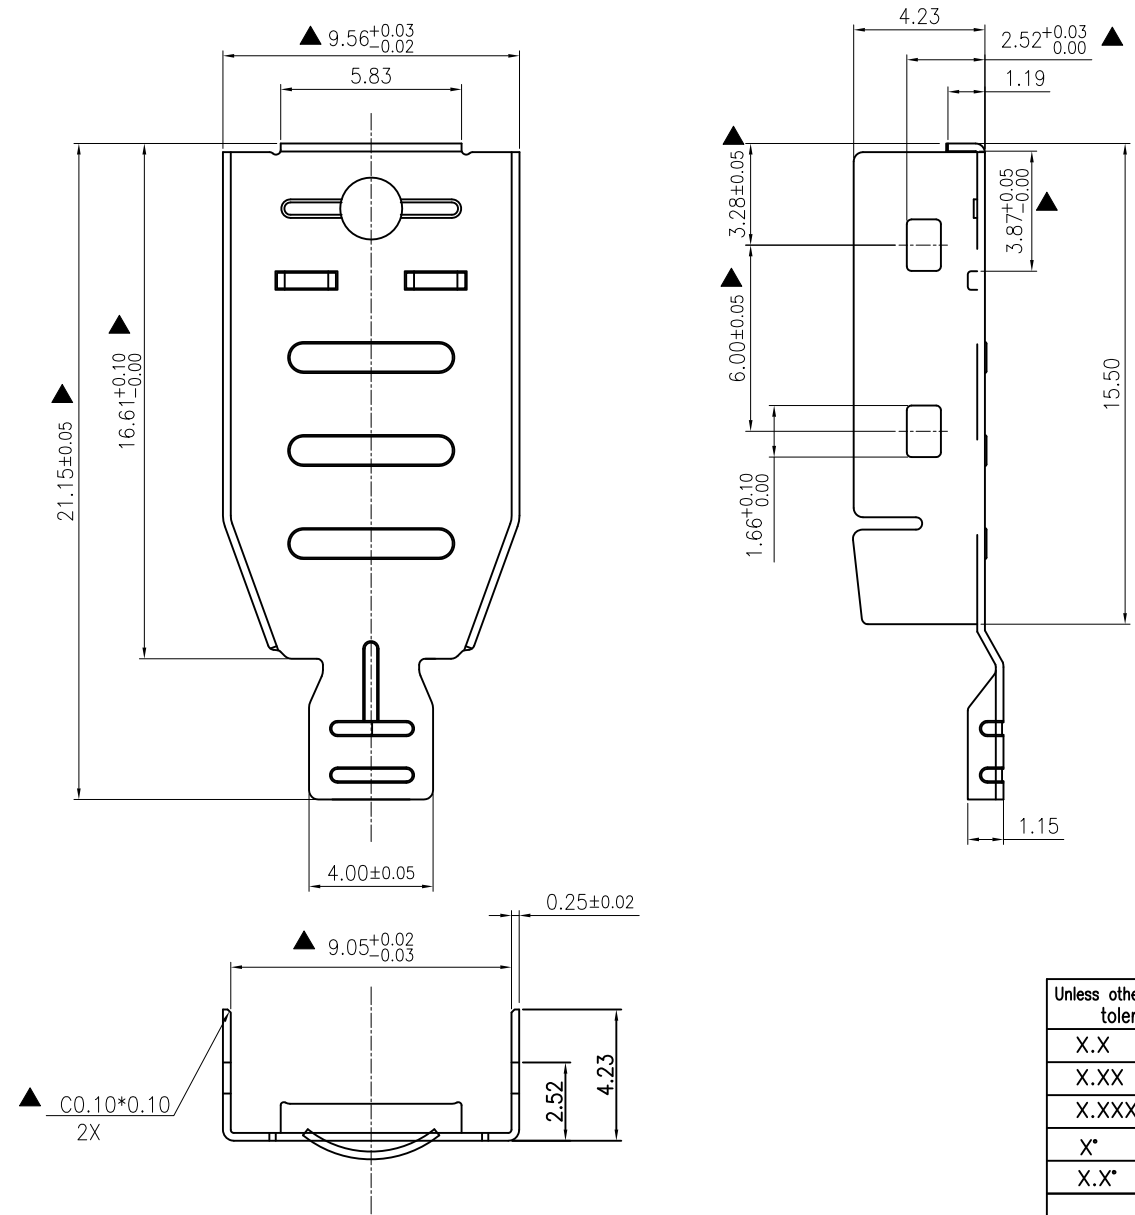 ▲ 9.56+0.03 -0.02
5.83
21.15±0.05 ▲
16.61+0.10 -0.00 ▲
4.00±0.05
4.23
2.52+0.03 0.00 ▲
1.19
3.28±0.05 ▲
3.87+0.05 -0.00 ▲
6.00±0.05 ▲
1.66+0.10 0.00
15.50
1.15
0.25±0.02
▲ 9.05+0.02 -0.03
▲ C0.10*0.10
2X
2.52
4.23
Unless othe
toler
X.X
X.XX
X.XXX
X°
X.X°